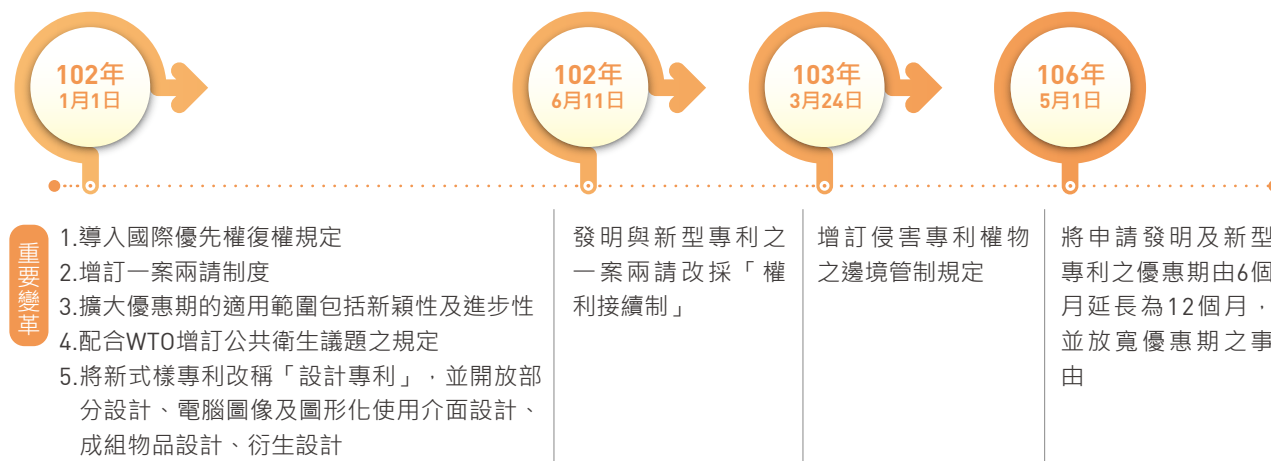 102年
1月1日
102年
6月11日
103年
3月24日
106年
5月1日
重要變革
1.導入國際優先權復權規定
2.增訂一案兩請制度
3.擴大優惠期的適用範圍包括新穎性及進步性
4.配合WTO增訂公共衛生議題之規定
5.將新式樣專利改稱「設計專利」，並開放部
分設計、電腦圖像及圖形化使用介面設計、
成組物品設計、衍生設計
發明與新型專利之
一案兩請改採「權
利接續制」
增訂侵害專利權物
之邊境管制規定
將申請發明及新型
專利之優惠期由6個
月延長為12個月，
並放寬優惠期之事
由